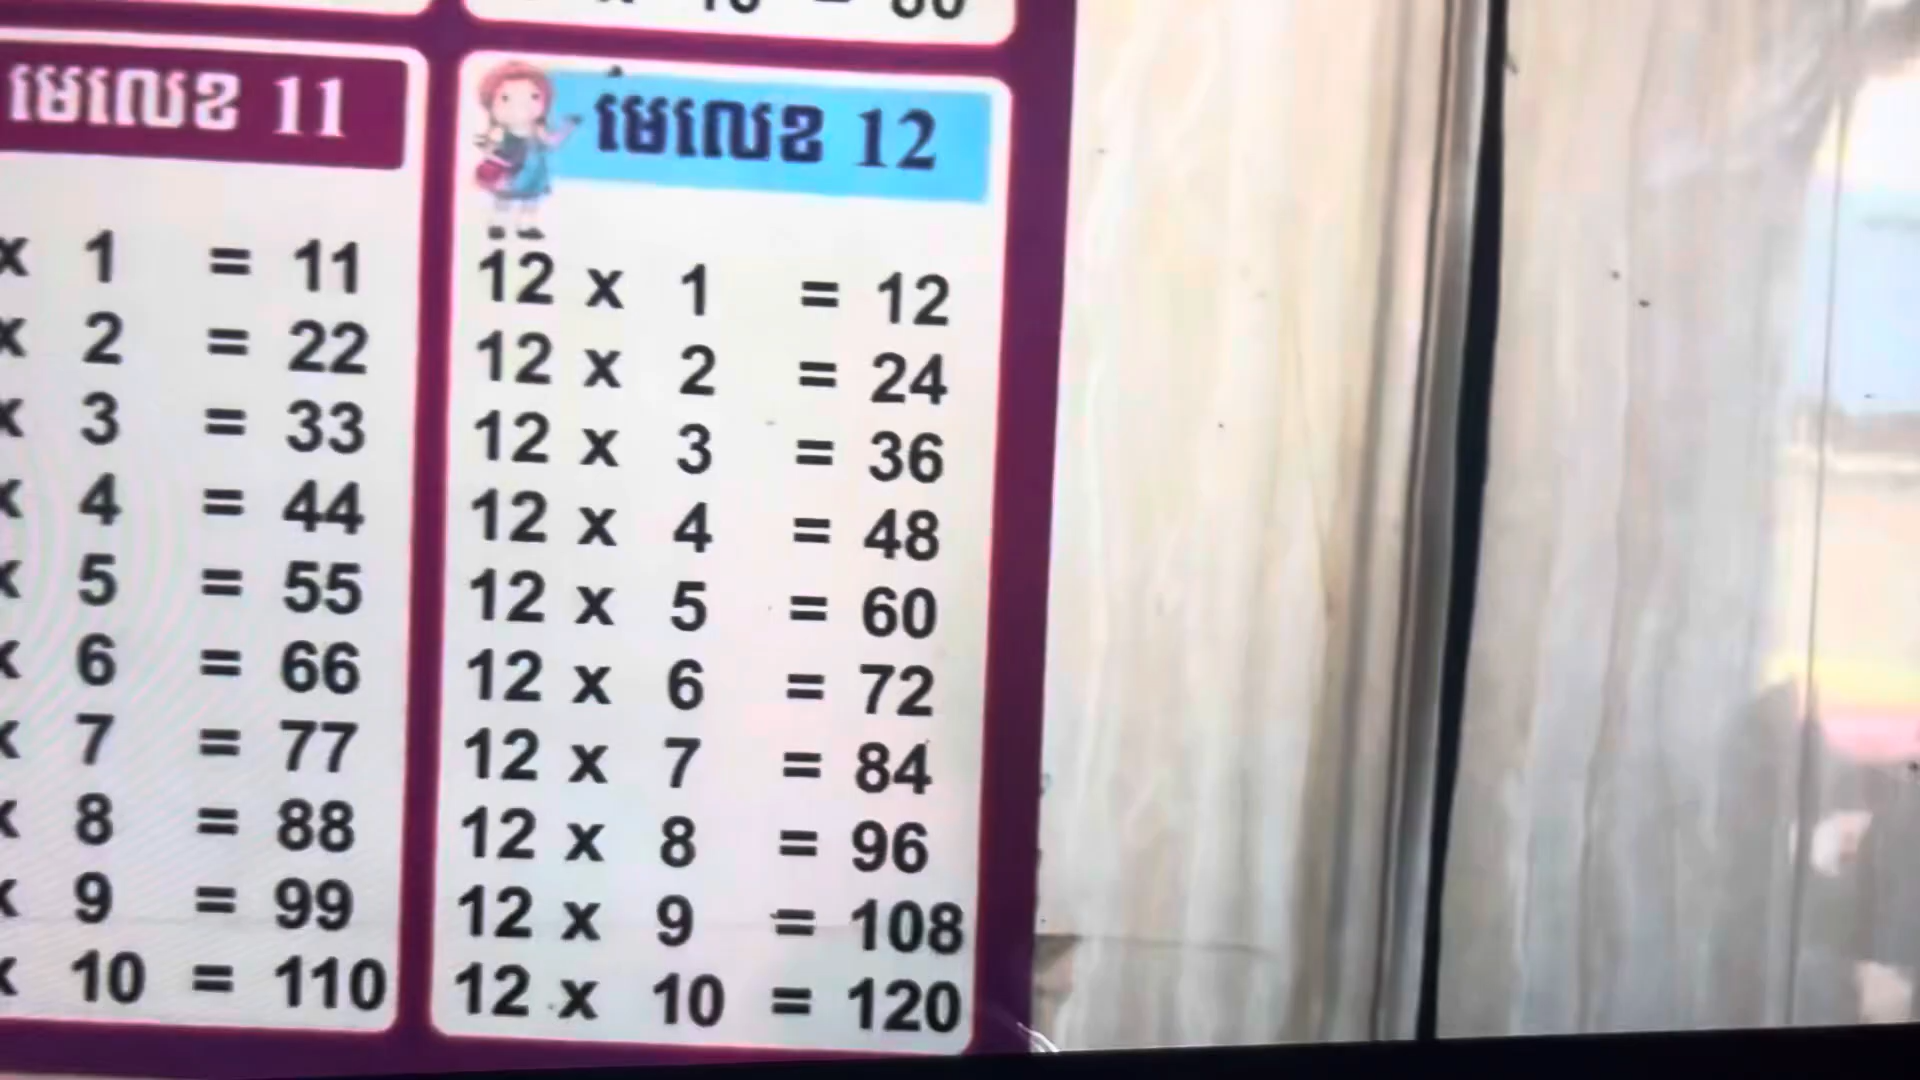 មេលេខ 11
x 1 = 11
x 2 = 22
x 3 = 33
x 4 = 44
x 5 = 55
x 6 = 66
x 7 = 77
x 8 = 88
x 9 = 99
x 10 = 110
មេលេខ 12
12 x 1 = 12
12 x 2 = 24
12 x 3 = 36
12 x 4 = 48
12 x 5 = 60
12 x 6 = 72
12 x 7 = 84
12 x 8 = 96
12 x 9 = 108
12 x 10 = 120